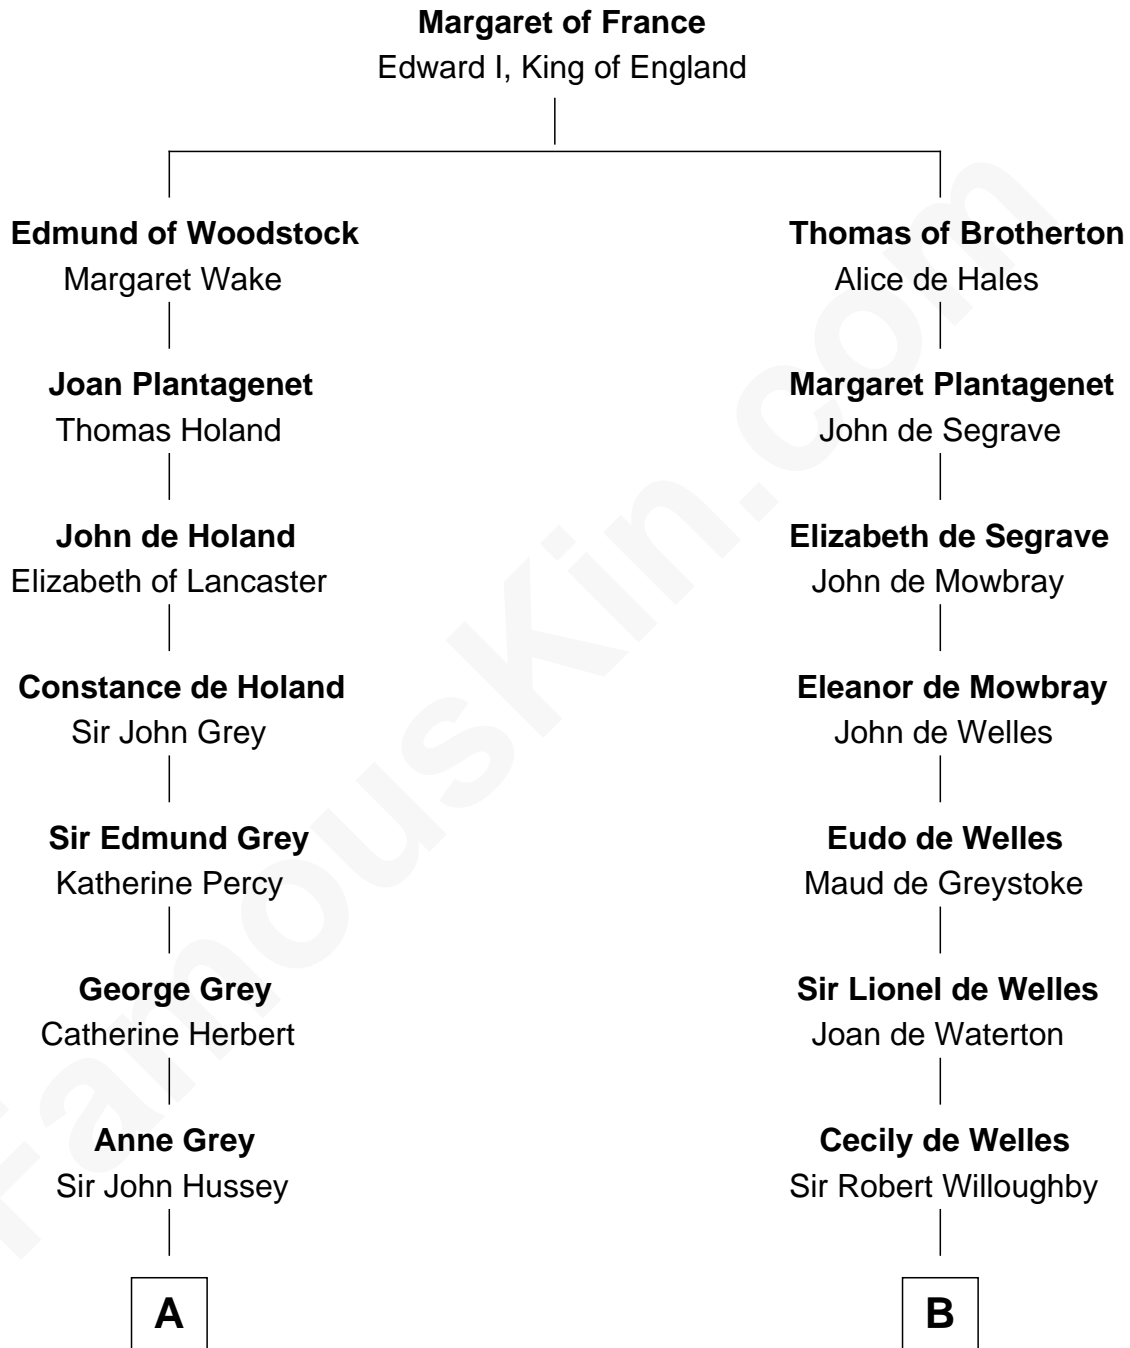 Margaret of France
Edward I, King of England
Edmund of Woodstock
Margaret Wake
Thomas of Brotherton
Alice de Hales
Joan Plantagenet
Thomas Holand
Margaret Plantagenet
John de Segrave
John de Holand
Elizabeth of Lancaster
Elizabeth de Segrave
John de Mowbray
Constance de Holand
Sir John Grey
Eleanor de Mowbray
John de Welles
Sir Edmund Grey
Katherine Percy
Eudo de Welles
Maud de Greystoke
George Grey
Catherine Herbert
Sir Lionel de Welles
Joan de Waterton
Anne Grey
Sir John Hussey
Cecily de Welles
Sir Robert Willoughby
A
B
FamousKin.com